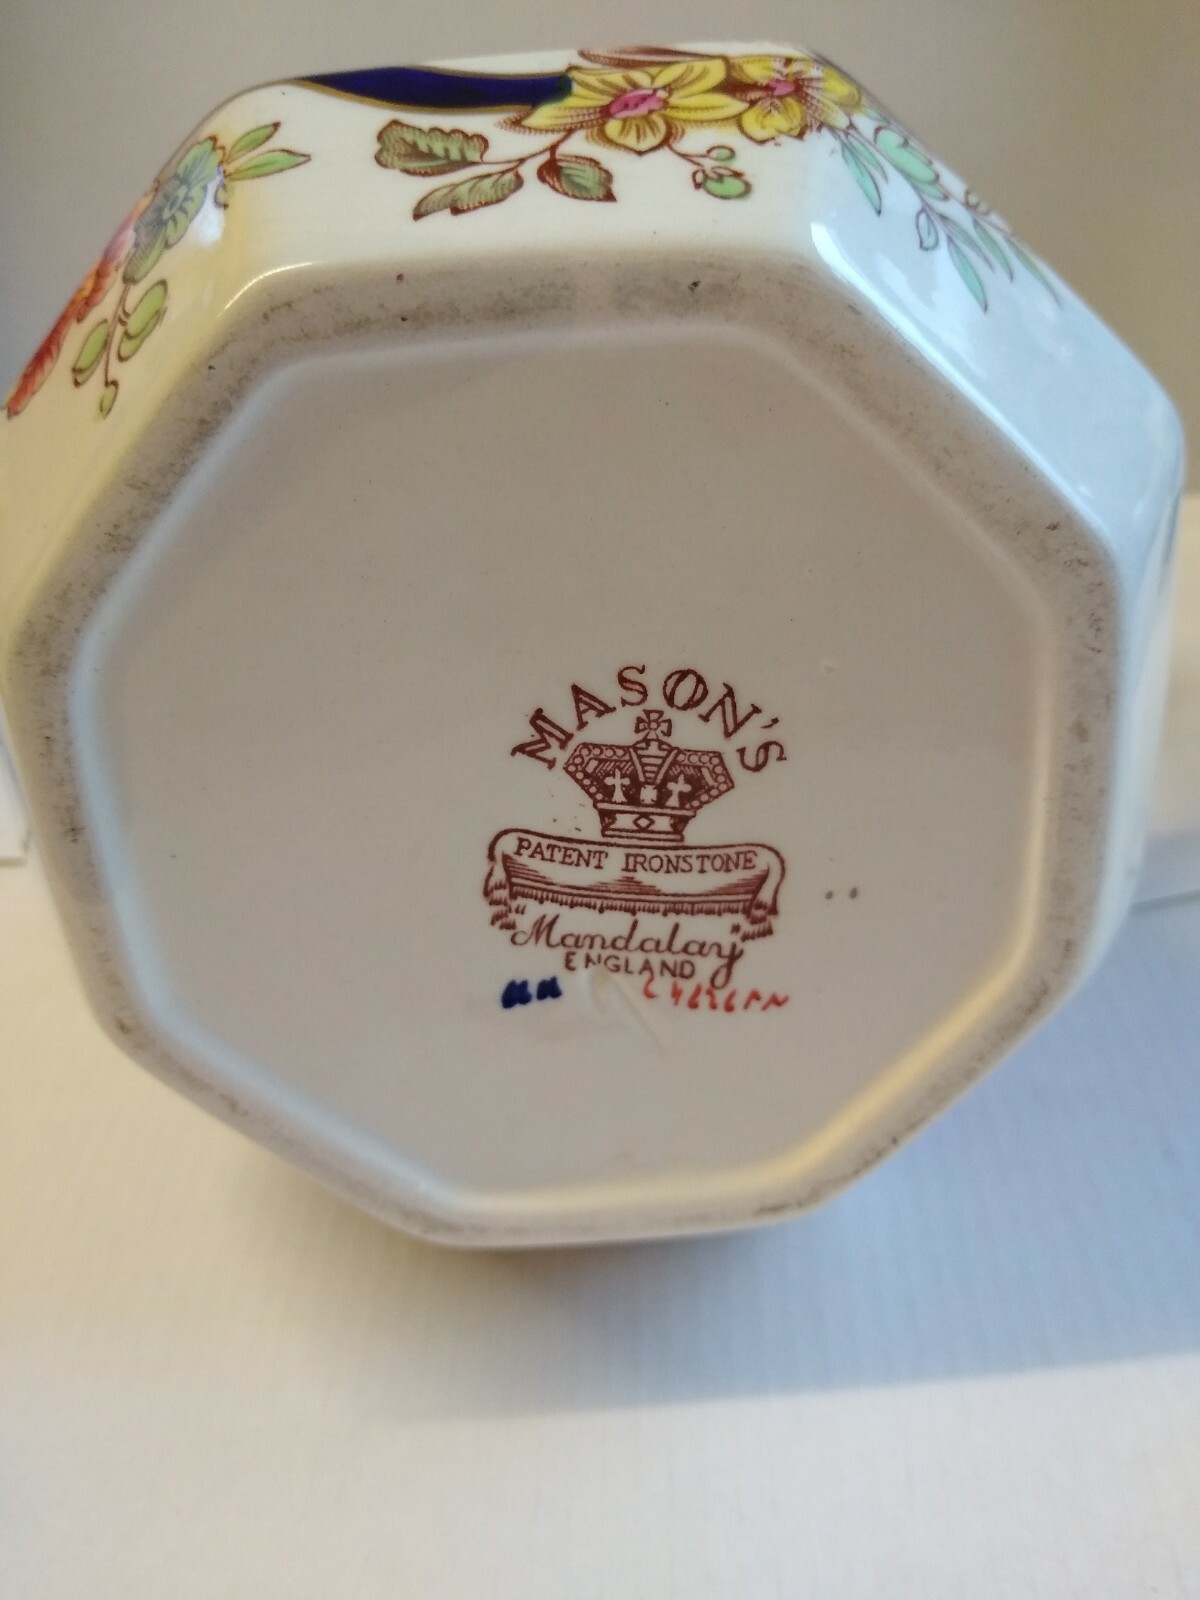 MASON'S
PATENT IRONSTONE
"Mandalay"
ENGLAND